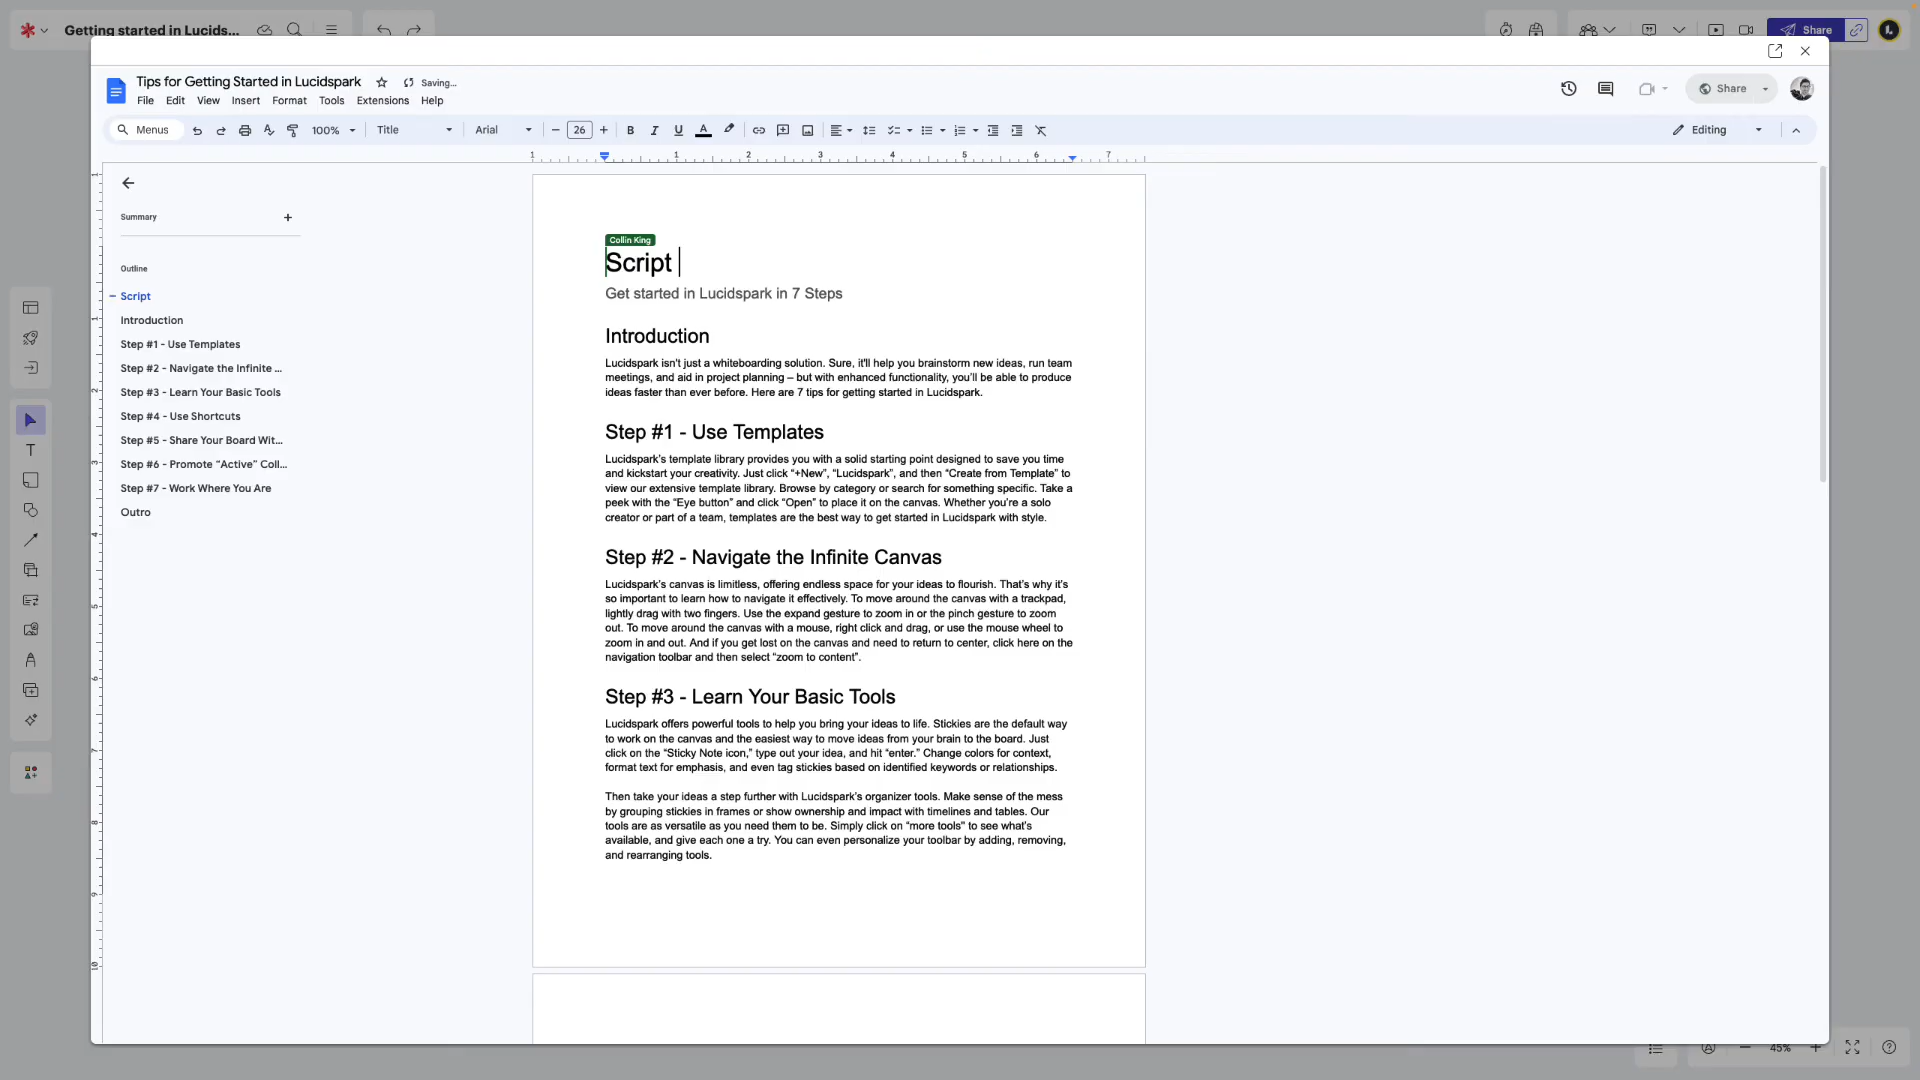 Getting started in Lucids...
Share
Tips for Getting Started in Lucidspark
Saving...
File Edit View Insert Format Tools Extensions Help
Share
Menus
100%
Title
Arial
26
Editing
1 1 2 3 4 5 6 7
Summary
Outline
Script
Introduction
Step #1 - Use Templates
Step #2 - Navigate the Infinite ...
Step #3 - Learn Your Basic Tools
Step #4 - Use Shortcuts
Step #5 - Share Your Board Wit...
Step #6 - Promote “Active” Coll...
Step #7 - Work Where You Are
Outro
Collin King
Script
Get started in Lucidspark in 7 Steps
Introduction
Lucidspark isn't just a whiteboarding solution. Sure, it'll help you brainstorm new ideas, run team
meetings, and aid in project planning – but with enhanced functionality, you’ll be able to produce
ideas faster than ever before. Here are 7 tips for getting started in Lucidspark.
Step #1 - Use Templates
Lucidspark’s template library provides you with a solid starting point designed to save you time
and kickstart your creativity. Just click “+New”, “Lucidspark”, and then “Create from Template” to
view our extensive template library. Browse by category or search for something specific. Take a
peek with the “Eye button” and click “Open” to place it on the canvas. Whether you’re a solo
creator or part of a team, templates are the best way to get started in Lucidspark with style.
Step #2 - Navigate the Infinite Canvas
Lucidspark’s canvas is limitless, offering endless space for your ideas to flourish. That’s why it’s
so important to learn how to navigate it effectively. To move around the canvas with a trackpad,
lightly drag with two fingers. Use the expand gesture to zoom in or the pinch gesture to zoom
out. To move around the canvas with a mouse, right click and drag, or use the mouse wheel to
zoom in and out. And if you get lost on the canvas and need to return to center, click here on the
navigation toolbar and then select “zoom to content”.
Step #3 - Learn Your Basic Tools
Lucidspark offers powerful tools to help you bring your ideas to life. Stickies are the default way
to work on the canvas and the easiest way to move ideas from your brain to the board. Just
click on the “Sticky Note icon,” type out your idea, and hit “enter.” Change colors for context,
format text for emphasis, and even tag stickies based on identified keywords or relationships.
Then take your ideas a step further with Lucidspark’s organizer tools. Make sense of the mess
by grouping stickies in frames or show ownership and impact with timelines and tables. Our
tools are as versatile as you need them to be. Simply click on “more tools” to see what’s
available, and give each one a try. You can even personalize your toolbar by adding, removing,
and rearranging tools.
45%